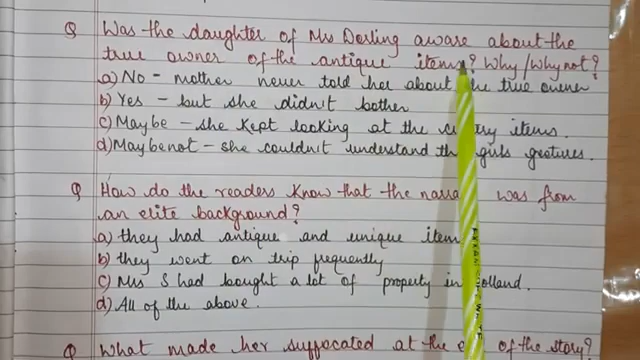 Q Was the daughter of Mrs Dorling aware about the
true owner of the antique items? Why/Why not?
a) No - mother never told her about the true owner
b) Yes - but she didn't bother
c) Maybe - she kept looking at the items.
d) Maybe not - she couldn't understand the girls gestures.
Q How do the readers know that the was from
an elite background?
a) they had antique and unique item
b) they went on trip frequently
c) Mrs S had bought a lot of property in Holland.
d) All of the above.
Q What made her suffocated at the of the story?